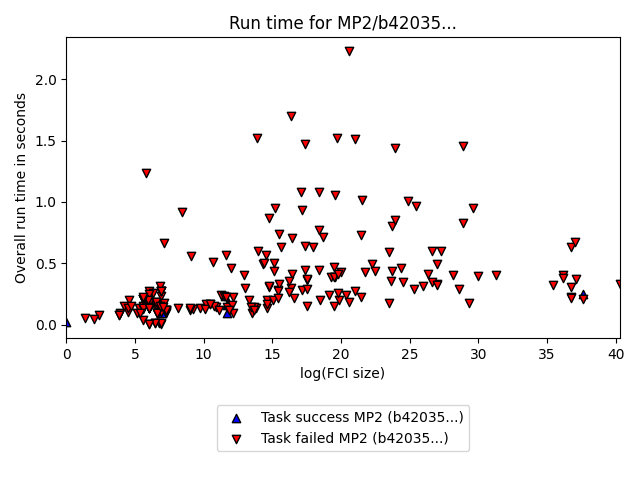 Run time for MP2/b42035...
Overall run time in seconds
2.0
1.5
1.0
0.5
0.0
0
5
10
15
20
25
30
35
40
log(FCI size)
Task success MP2 (b42035...)
Task failed MP2 (b42035...)